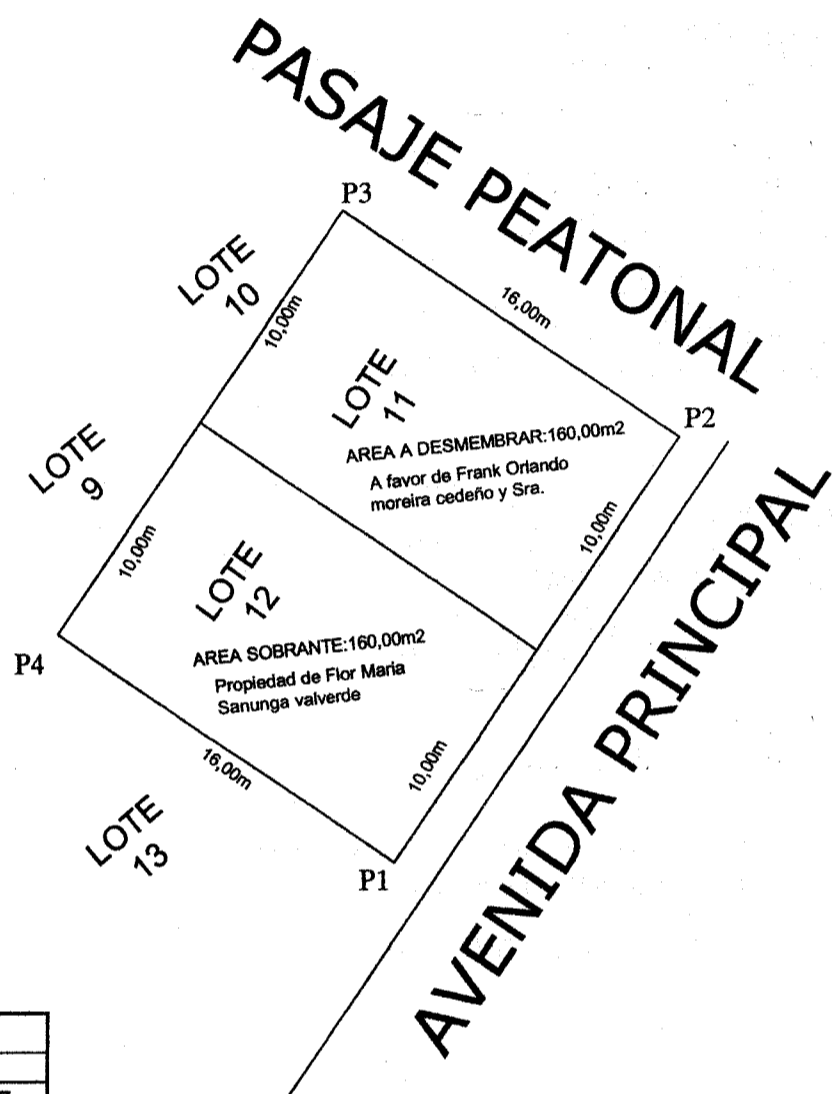 PASAJE PEATONAL
P3
LOTE
10
10,00m
16,00m
LOTE
11
P2
AREA A DESMEMBRAR:160,00m2
A favor de Frank Orlando
moreira cedeño y Sra.
LOTE
9
10,00m
10,00m
LOTE
12
AREA SOBRANTE:160,00m2
Propiedad de Flor Maria
Sanunga valverde
P4
16,00m
10,00m
LOTE
13
P1
AVENIDA PRINCIPAL